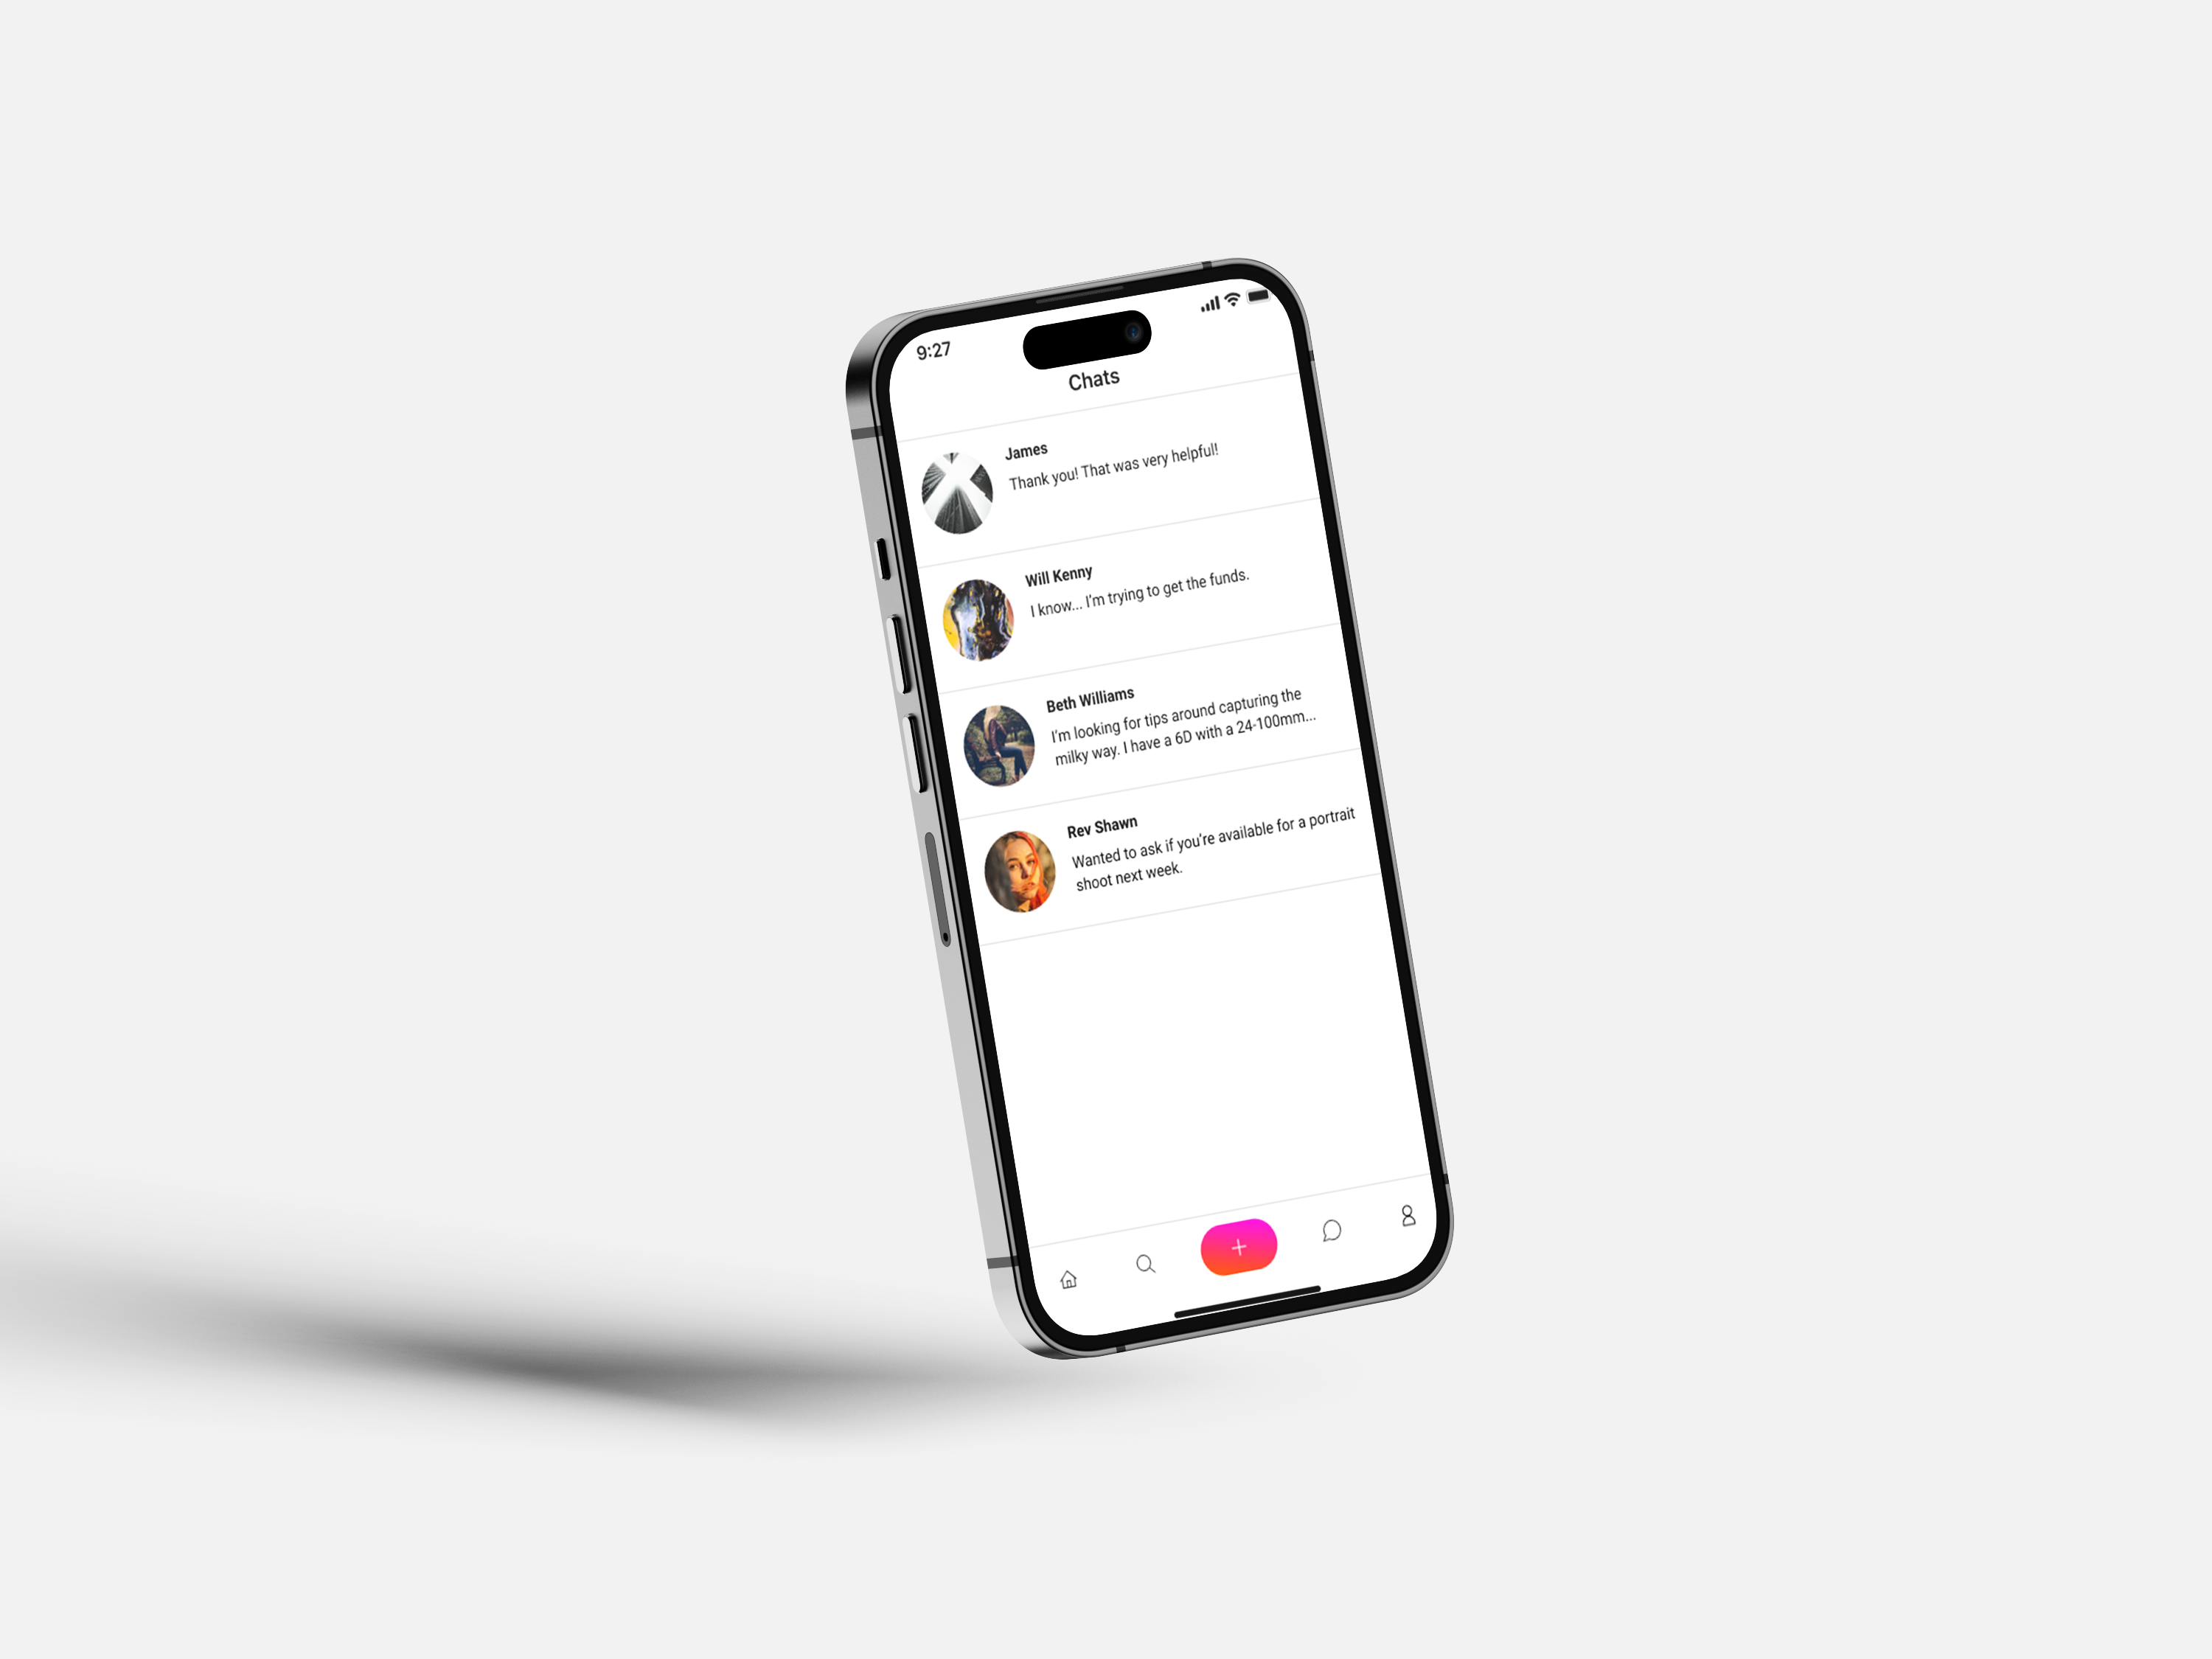 9:27
Chats
James
Thank you! That was very helpful!
Will Kenny
I know... I'm trying to get the funds.
Beth Williams
I'm looking for tips around capturing the
milky way. I have a 6D with a 24-100mm...
Rev Shawn
Wanted to ask if you're available for a portrait
shoot next week.